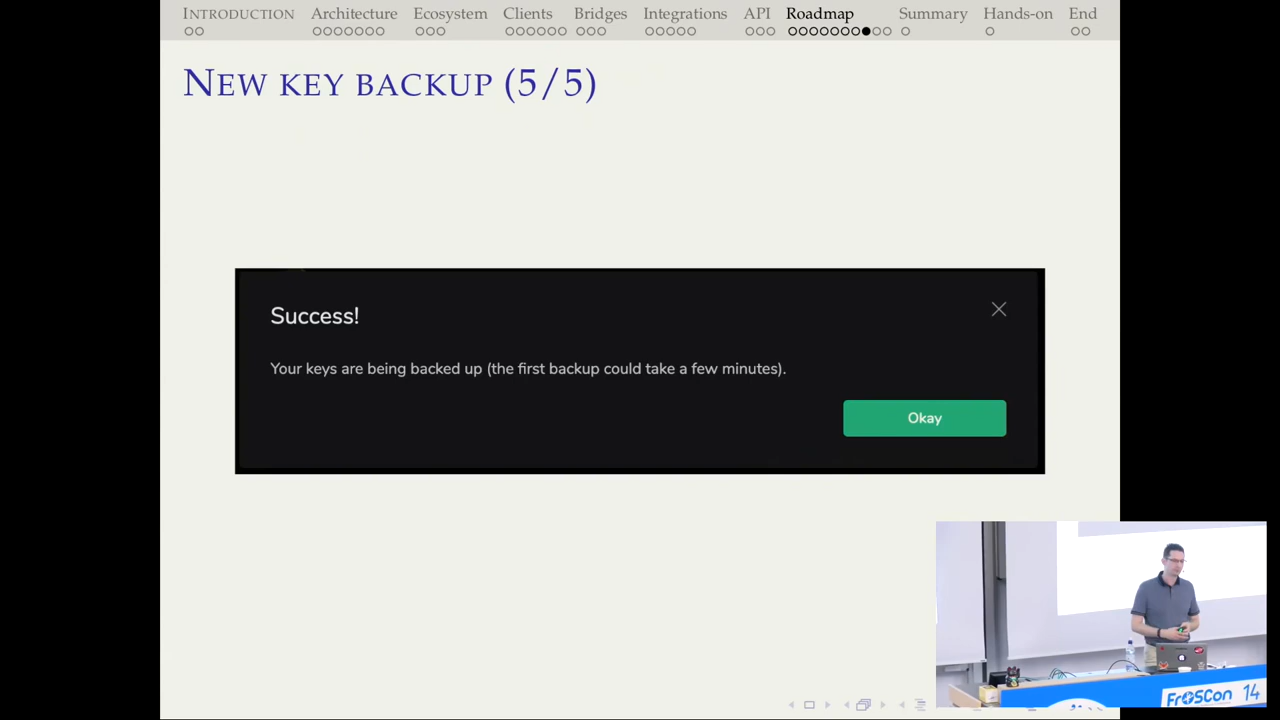 INTRODUCTION Architecture Ecosystem Clients Bridges Integrations API Roadmap Summary Hands-on End
NEW KEY BACKUP (5/5)
Success!
Your keys are being backed up (the first backup could take a few minutes).
Okay
FrOSCon 14